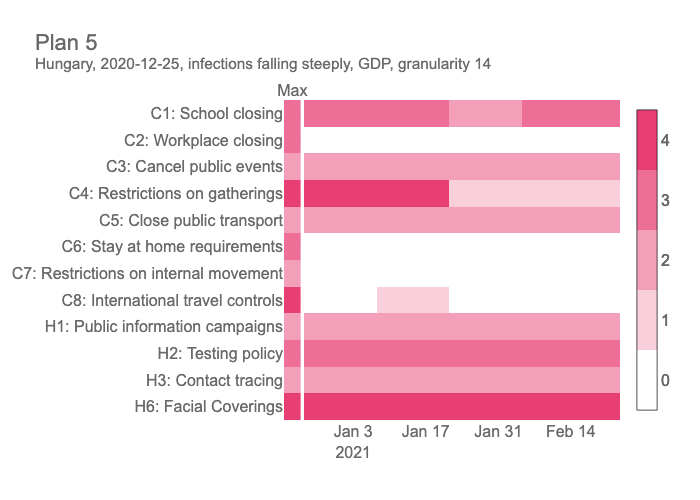 Plan 5
Hungary, 2020-12-25, infections falling steeply, GDP, granularity 14
Max
C1: School closing
C2: Workplace closing
C3: Cancel public events
C4: Restrictions on gatherings
C5: Close public transport
C6: Stay at home requirements
C7: Restrictions on internal movement
C8: International travel controls
H1: Public information campaigns
H2: Testing policy
H3: Contact tracing
H6: Facial Coverings
Jan 3 Jan 17 Jan 31 Feb 14
2021
4
3
2
1
0